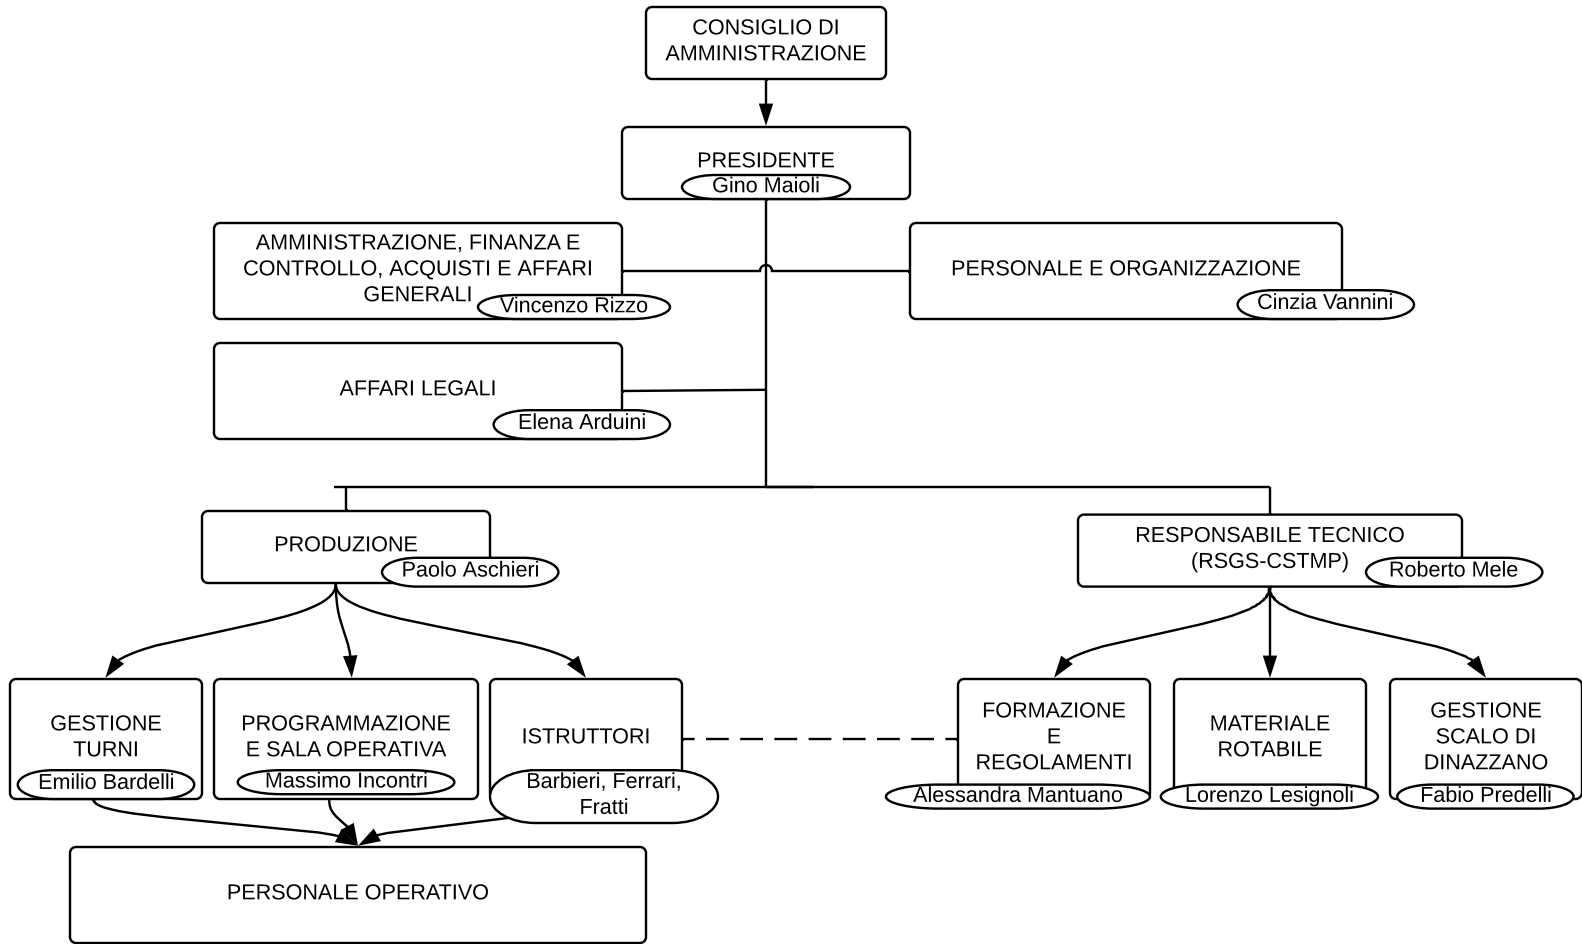 CONSIGLIO DI
AMMINISTRAZIONE
PRESIDENTE
Gino Maioli
AMMINISTRAZIONE, FINANZA E
CONTROLLO, ACQUISTI E AFFARI
GENERALI
Vincenzo Rizzo
PERSONALE E ORGANIZZAZIONE
Cinzia Vannini
AFFARI LEGALI
Elena Arduini
PRODUZIONE
Paolo Aschieri
RESPONSABILE TECNICO
(RSGS-CSTMP)
Roberto Mele
GESTIONE
TURNI
Emilio Bardelli
PROGRAMMAZIONE
E SALA OPERATIVA
Massimo Incontri
ISTRUTTORI
Barbieri, Ferrari,
Fratti
FORMAZIONE
E
REGOLAMENTI
Alessandra Mantuano
MATERIALE
ROTABILE
Lorenzo Lesignoli
GESTIONE
SCALO DI
DINAZZANO
Fabio Predelli
PERSONALE OPERATIVO